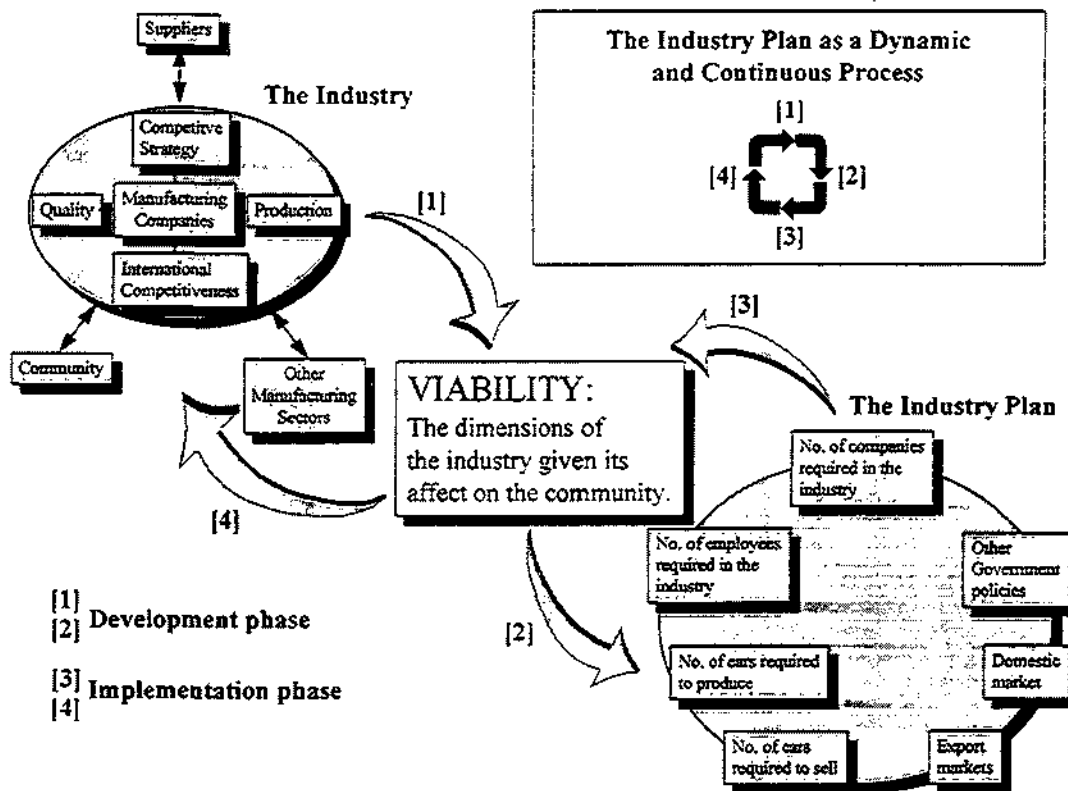 Suppliers
The Industry
Competitve
Strategy
Quality
Manufacturing
Companies
Production
International
Competitiveness
Community
Other
Manufacturing
Sectors
[1]
The Industry Plan as a Dynamic
and Continuous Process
[1]
[4]
[2]
[3]
[3]
VIABILITY:
The dimensions of
the industry given its
affect on the community.
[4]
The Industry Plan
No. of companies
required in the
industry
No. of employees
required in the
industry
Other
Government
policies
[2]
No. of cars required
to produce
Domestic
market
No. of cars
required to sell
Export
markets
[1]
[2] Development phase
[3]
[4] Implementation phase